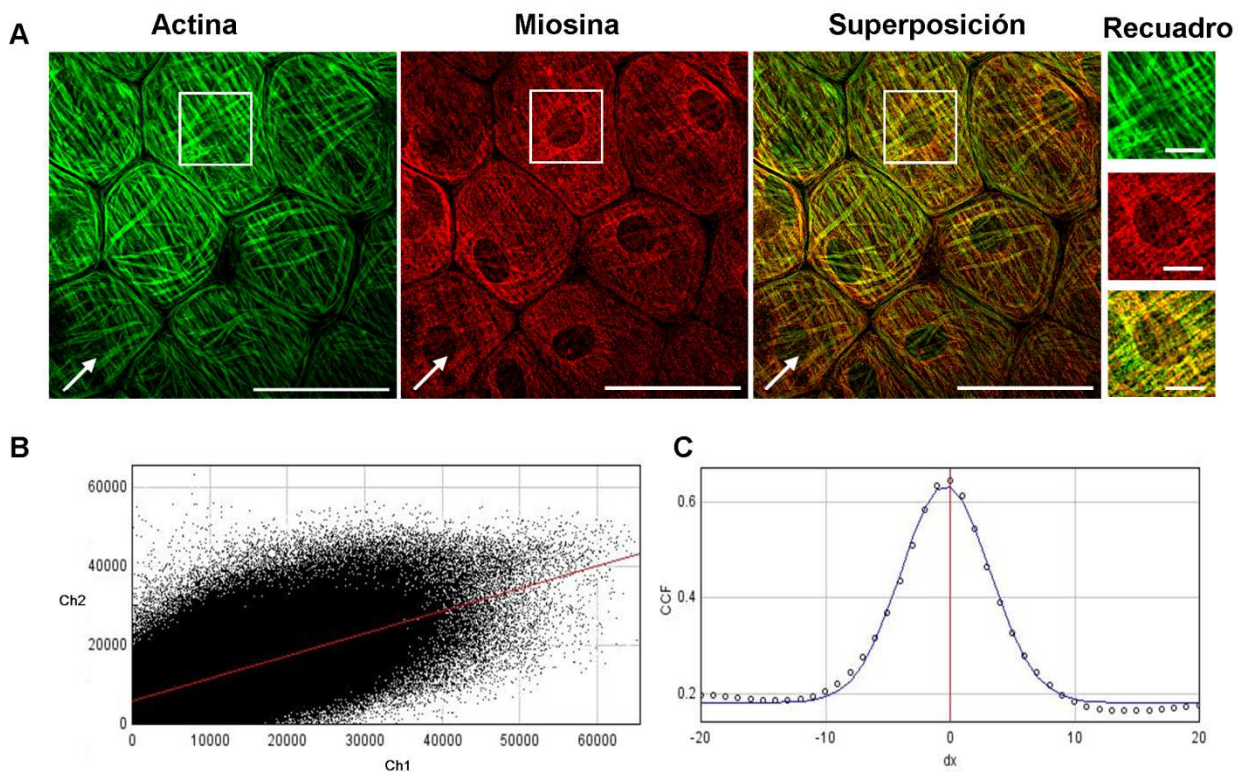 Actina Miosina Superposición Recuadro
A
B
60000
40000
Ch2
20000
0
0 10000 20000 30000 40000 50000 60000
Ch1
C
0.6
0.4
CCF
0.2
-20 -10 0 10 20
dx